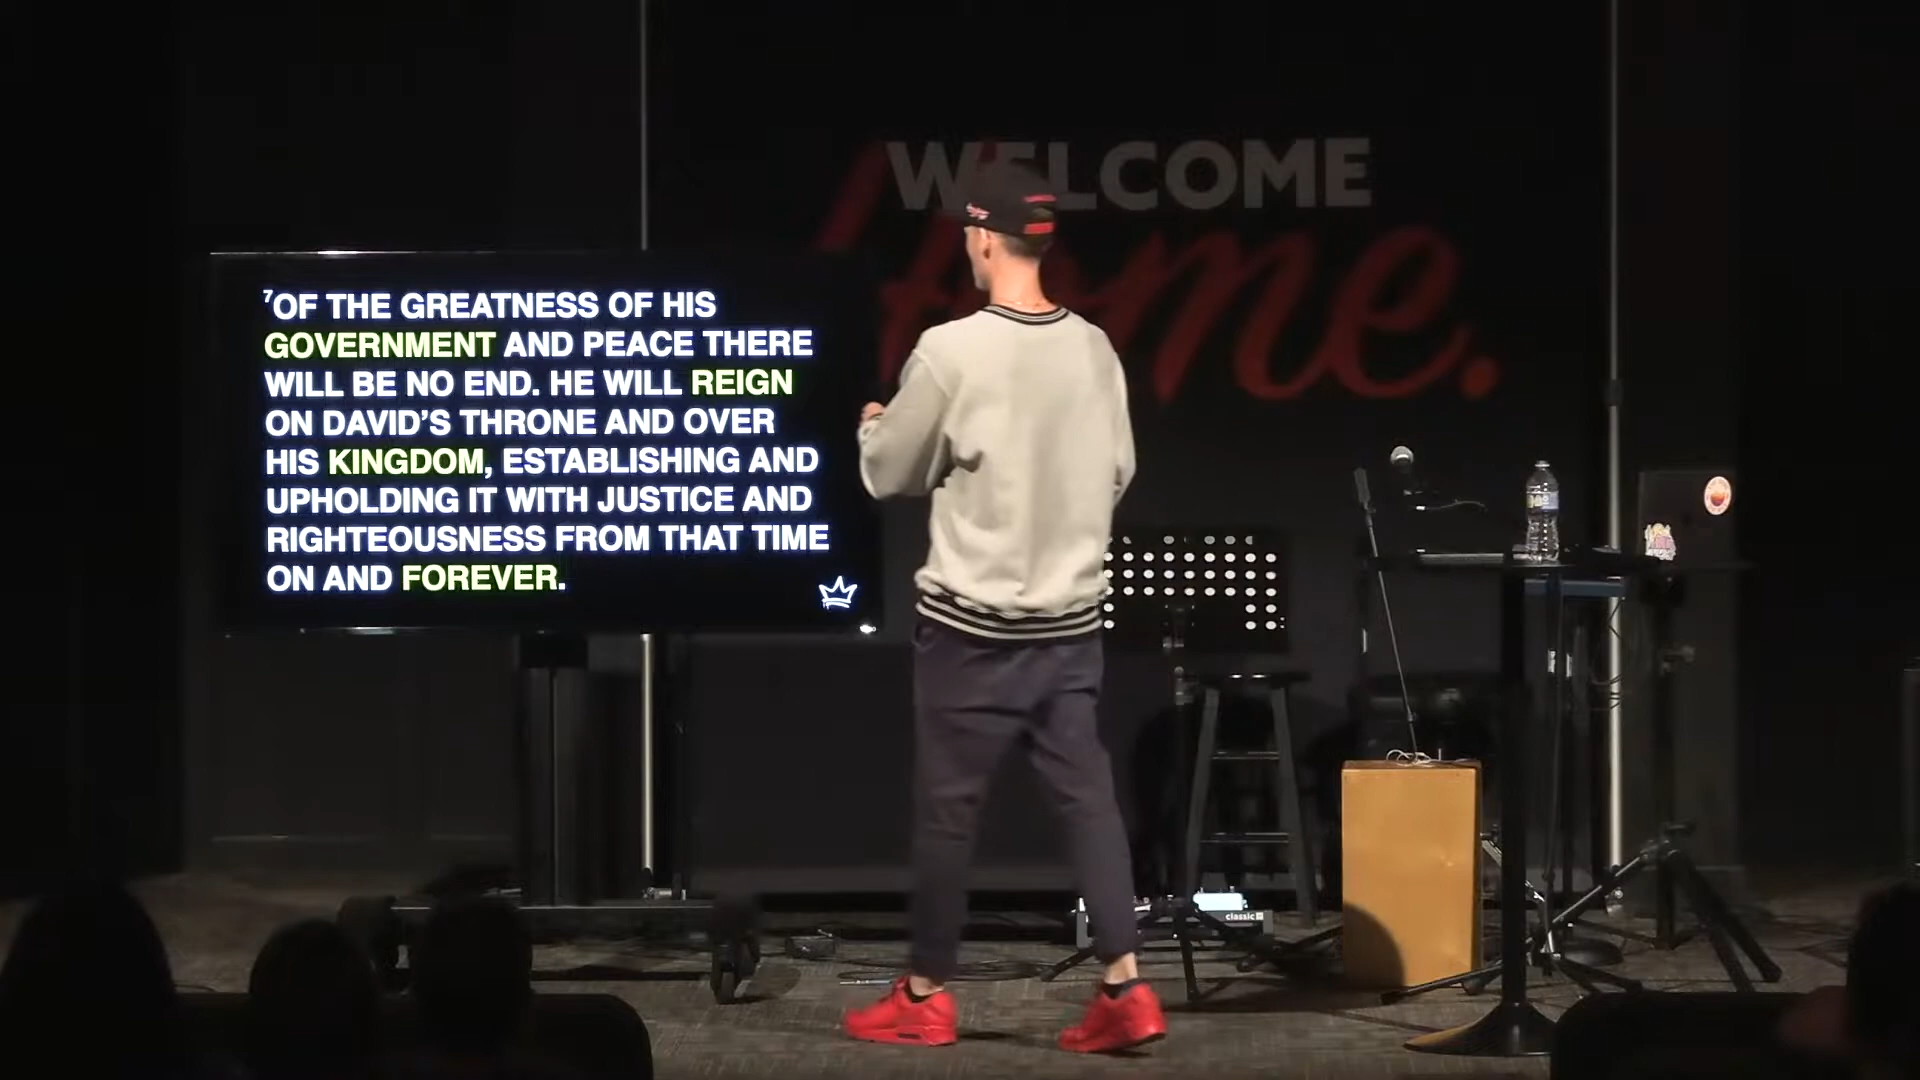 WELCOME
Home.
⁷OF THE GREATNESS OF HIS
GOVERNMENT AND PEACE THERE
WILL BE NO END. HE WILL REIGN
ON DAVID'S THRONE AND OVER
HIS KINGDOM, ESTABLISHING AND
UPHOLDING IT WITH JUSTICE AND
RIGHTEOUSNESS FROM THAT TIME
ON AND FOREVER.
classic